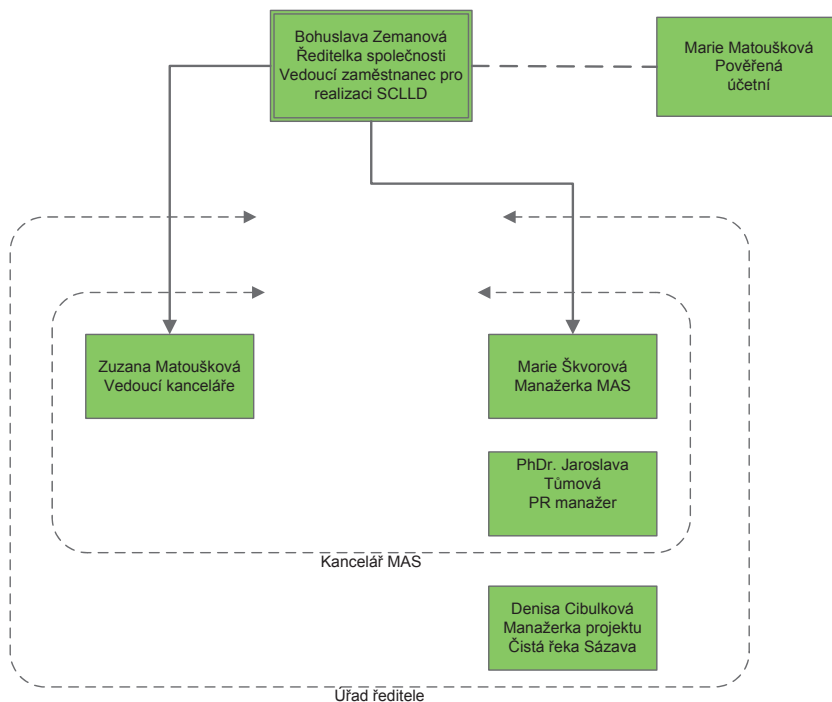 Bohuslava Zemanová
Ředitelka společnosti
Vedoucí zaměstnanec pro
realizaci SCLLD
Marie Matoušková
Pověřená
účetní
Zuzana Matoušková
Vedoucí kanceláře
Marie Škvorová
Manažerka MAS
PhDr. Jaroslava
Tůmová
PR manažer
Kancelář MAS
Denisa Cibulková
Manažerka projektu
Čistá řeka Sázava
Úřad ředitele